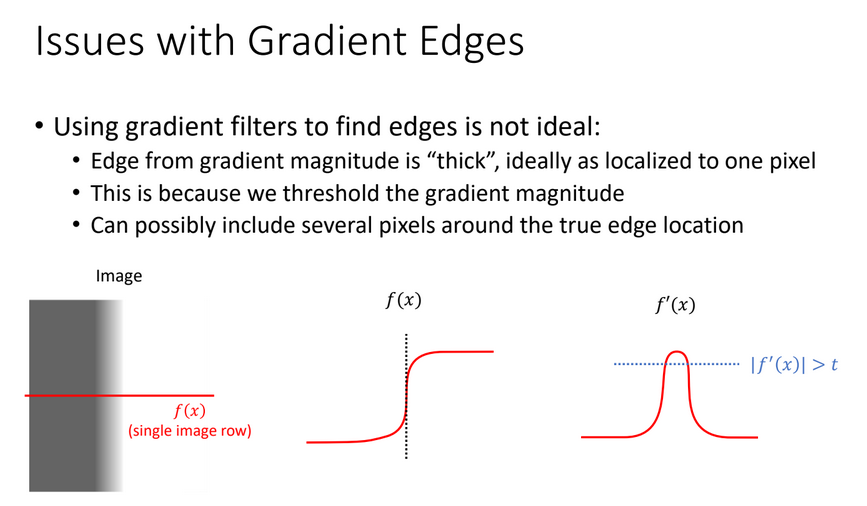 Issues with Gradient Edges
• Using gradient filters to find edges is not ideal:
• Edge from gradient magnitude is “thick”, ideally as localized to one pixel
• This is because we threshold the gradient magnitude
• Can possibly include several pixels around the true edge location
Image
f(x)
f′(x)
|f′(x)| > t
f(x)
(single image row)